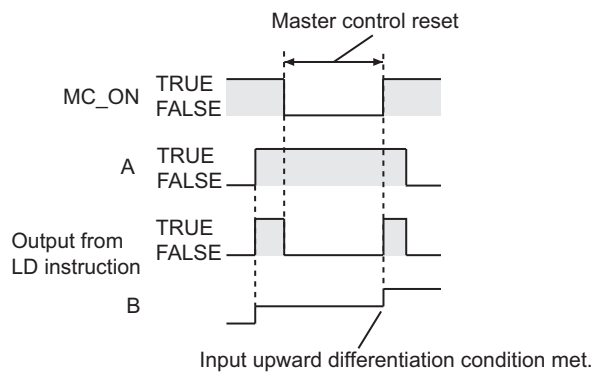 Master control reset
MC_ON
TRUE
FALSE
A
TRUE
FALSE
Output from
LD instruction
TRUE
FALSE
B
Input upward differentiation condition met.